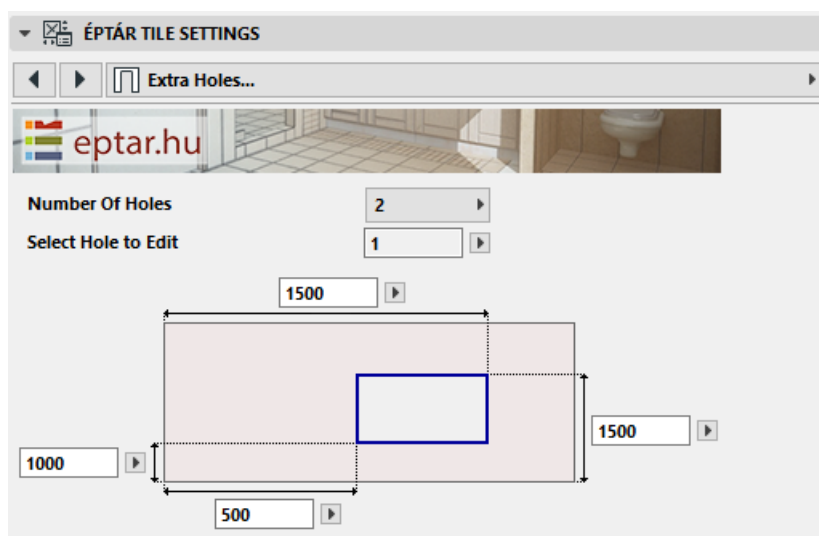 ÉPTÁR TILE SETTINGS
Extra Holes...
eptar.hu
Number Of Holes 2
Select Hole to Edit 1
1500
1500
1000
500